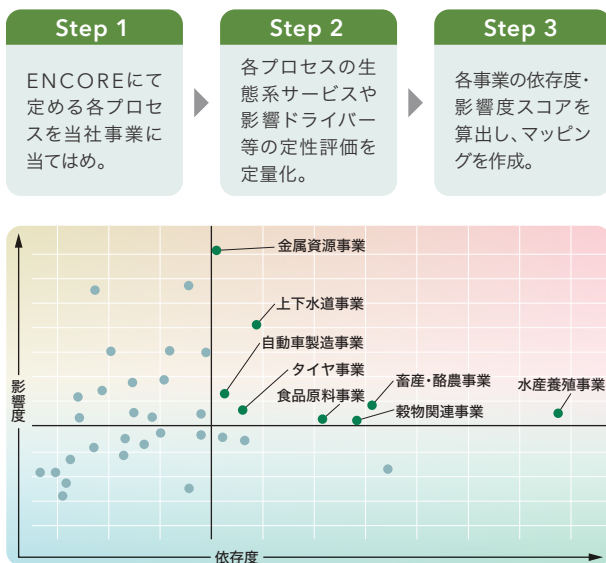 Step 1
ENCOREにて
定める各プロセ
スを当社事業に
当てはめ。
Step 2
各プロセスの生
態系サービスや
影響ドライバー
等の定性評価を
定量化。
Step 3
各事業の依存度・
影響度スコアを
算出し、マッピン
グを作成。
金属資源事業
上下水道事業
自動車製造事業
タイヤ事業
食品原料事業
畜産・酪農事業
穀物関連事業
水産養殖事業
影響度
依存度